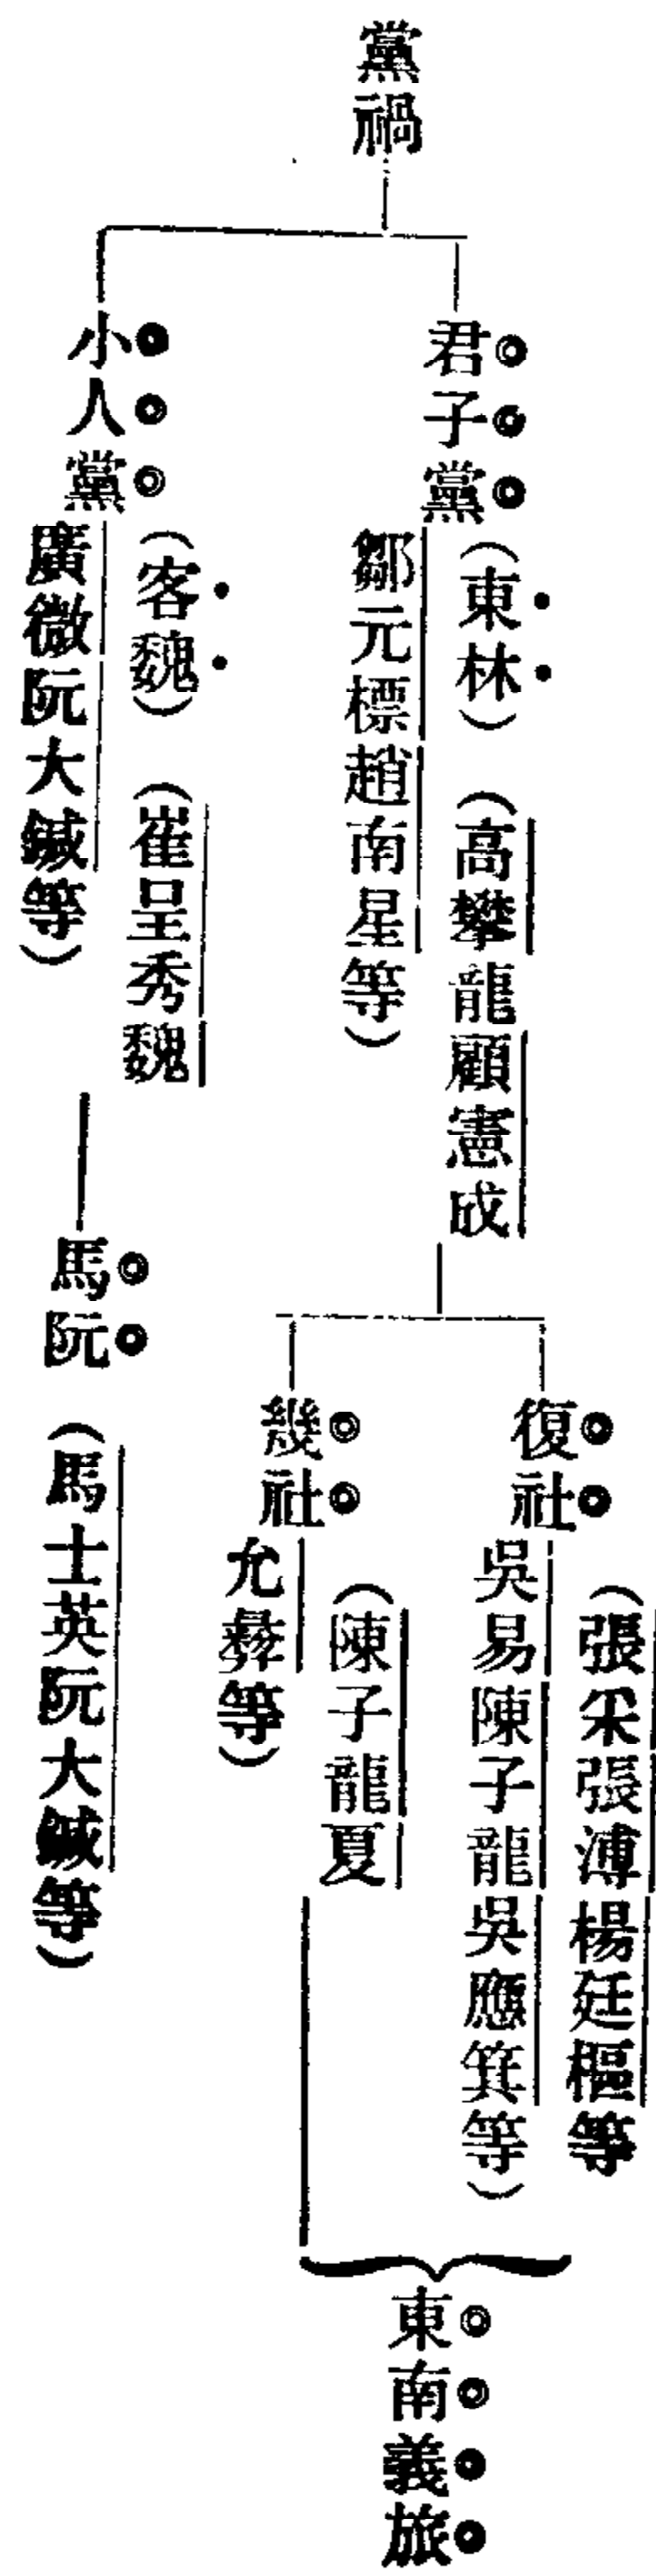 黨禍
君子黨
（東林）（高攀龍顧憲成
鄒元標趙南星等）
復社
（張采張溥楊廷樞等
吳易陳子龍吳應箕等）
幾社
（陳子龍夏
允彝等）
東南義旅
小人黨
（客魏）（崔呈秀魏
廣微阮大鍼等）
馬阮
（馬士英阮大鍼等）